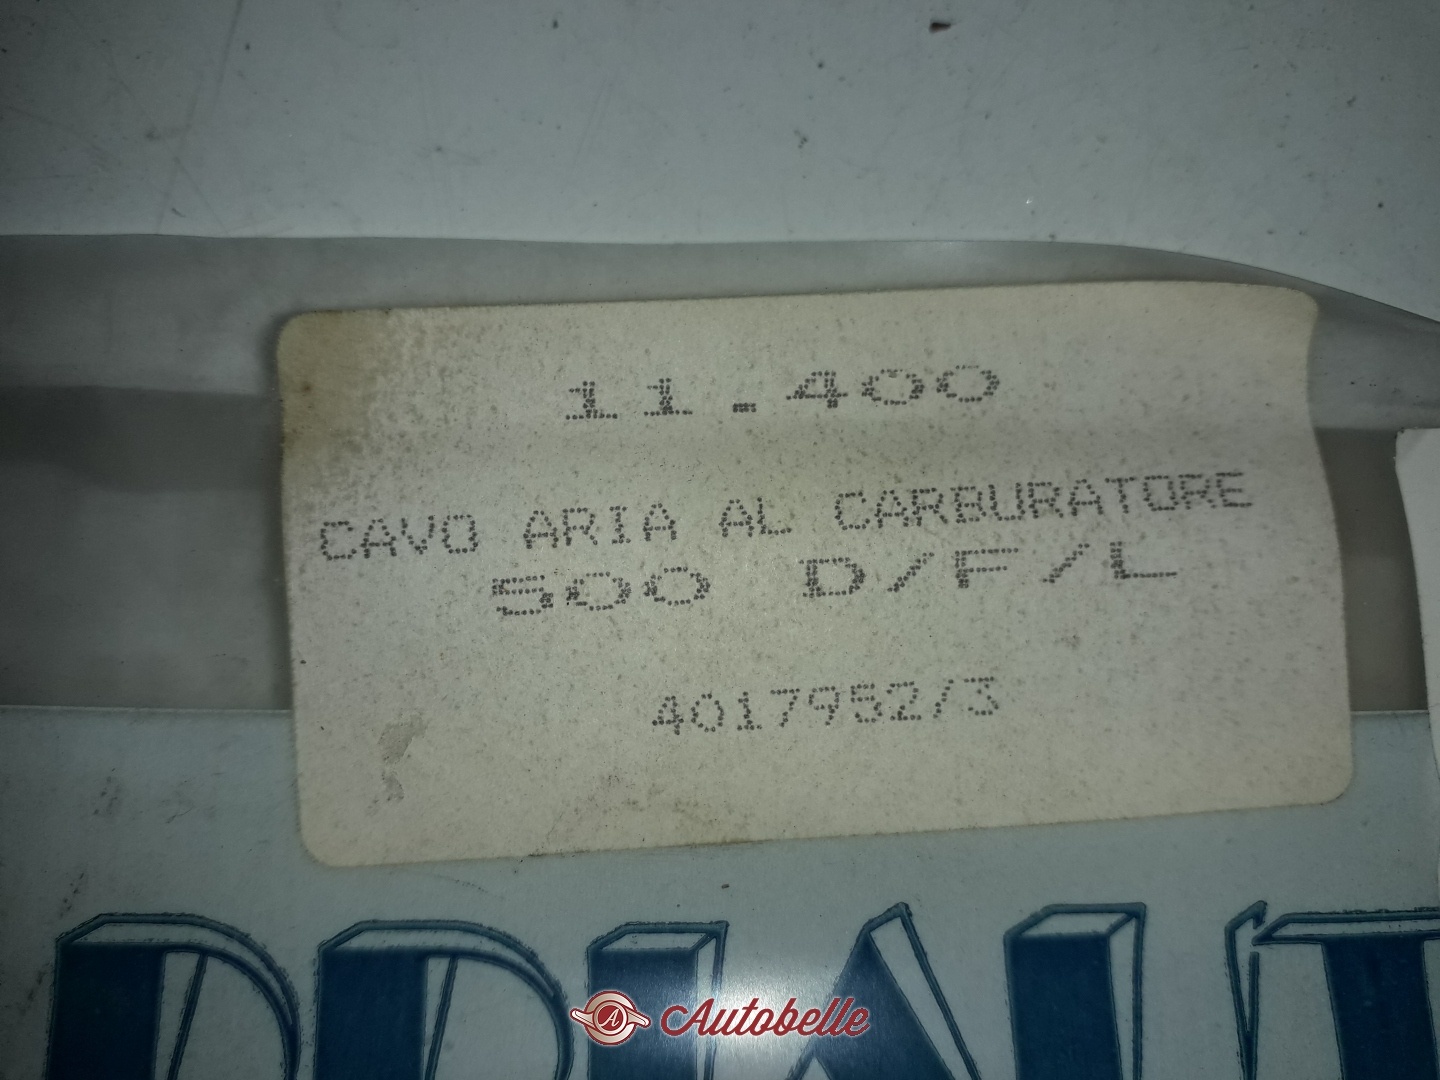 11.400
CAVO ARIA AL CARBURATORE
500 D/F/L
4017952/3
Autobelle